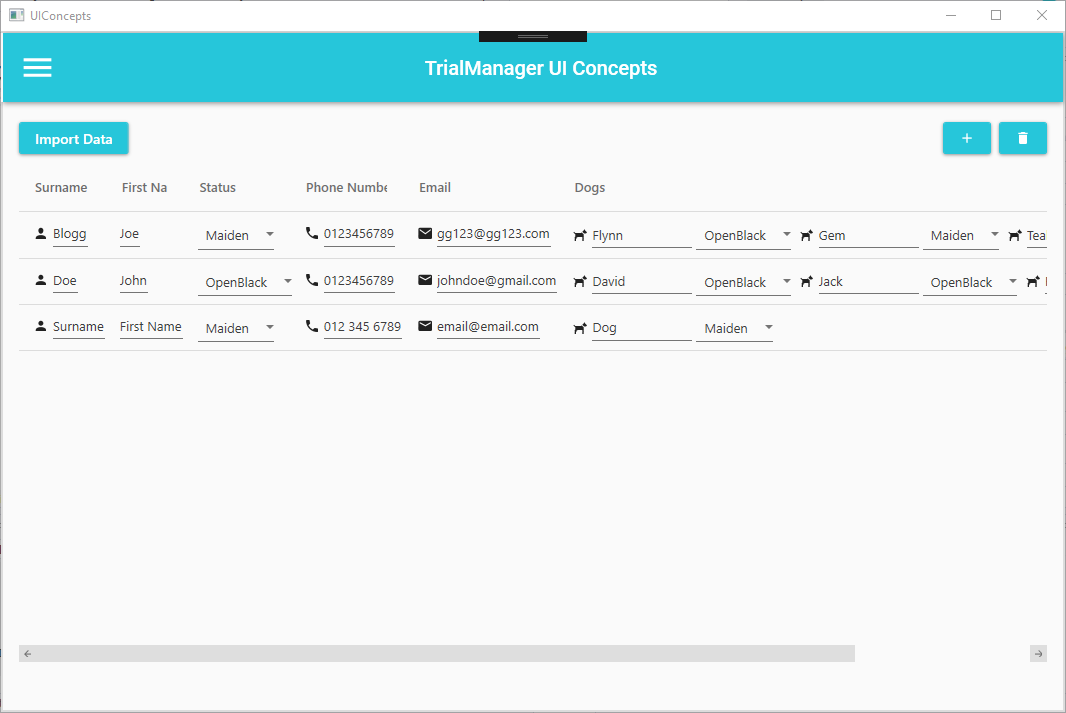 UIConcepts
TrialManager UI Concepts
Import Data
+
Surname First Na Status Phone Numbe Email Dogs
Blogg Joe Maiden 0123456789 gg123@gg123.com Flynn OpenBlack Gem Maiden Tea
Doe John OpenBlack 0123456789 johndoe@gmail.com David OpenBlack Jack OpenBlack
Surname First Name Maiden 012 345 6789 email@email.com Dog Maiden